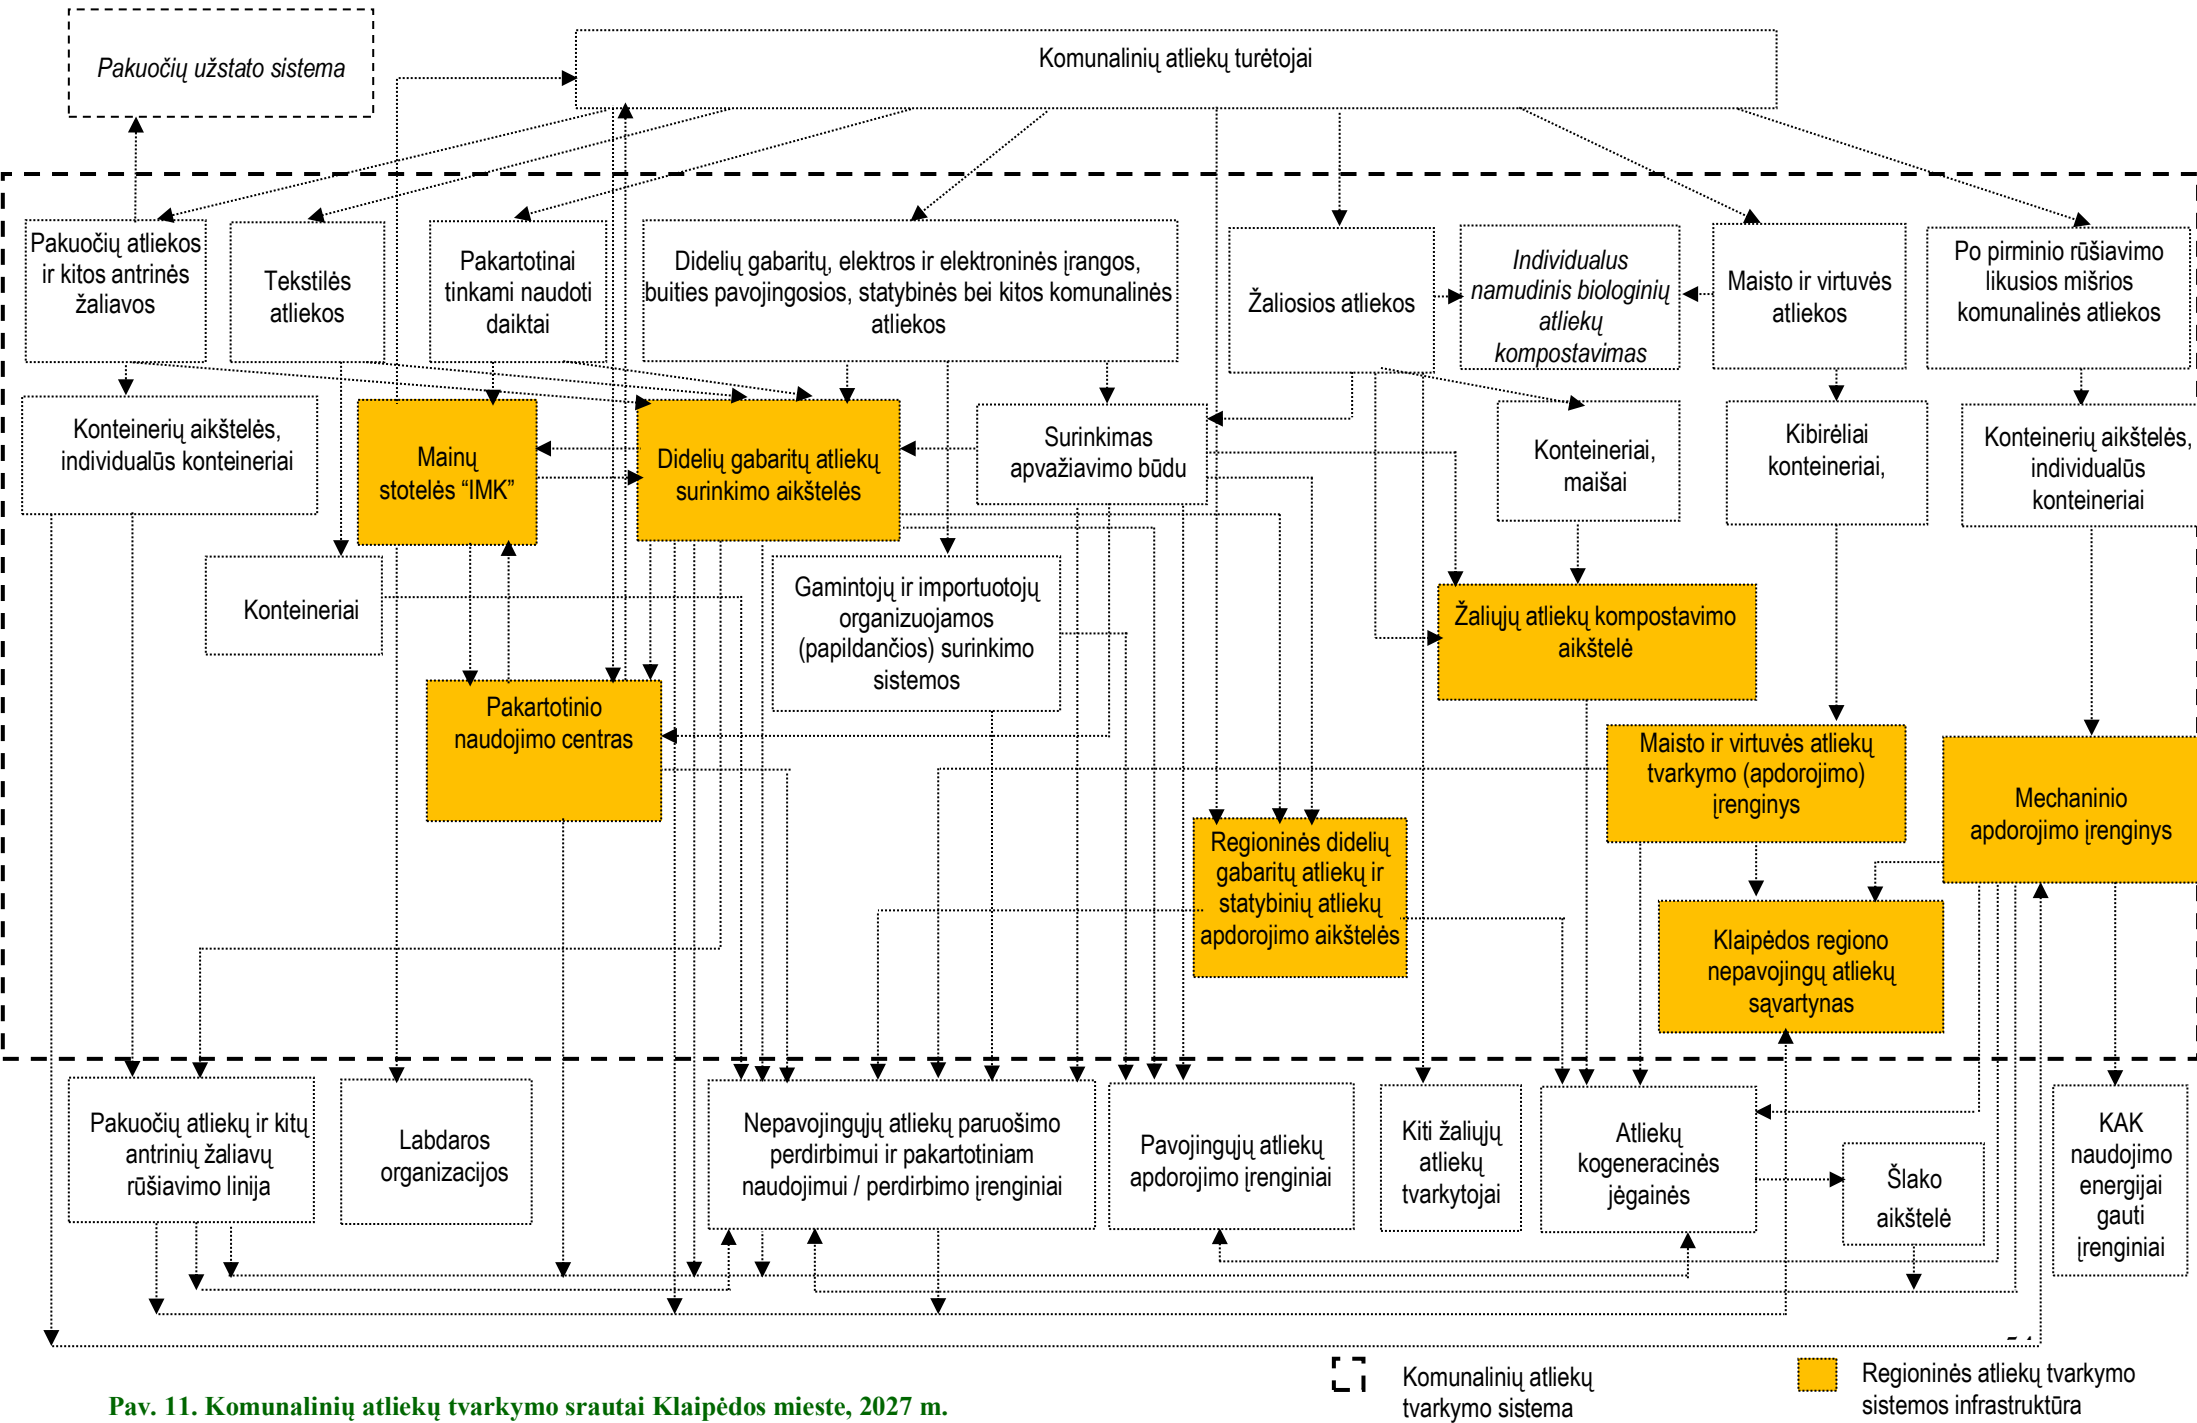 Pakuočių užstato sistema
Komunalinių atliekų turėtojai
Pakuočių atliekos
ir kitos antrinės
žaliavos
Tekstilės
atliekos
Pakartotinai
tinkami naudoti
daiktai
Didelių gabaritų, elektros ir elektroninės įrangos,
buities pavojingosios, statybinės bei kitos komunalinės
atliekos
Žaliosios atliekos
Individualus
namudinis biologinių
atliekų
kompostavimas
Maisto ir virtuvės
atliekos
Po pirminio rūšiavimo
likusios mišrios
komunalinės atliekos
Konteinerių aikštelės,
individualūs konteineriai
Mainų
stotelės “IMK”
Didelių gabaritų atliekų
surinkimo aikštelės
Surinkimas
apvažiavimo būdu
Konteineriai,
maišai
Kibirėliai
konteineriai,
Konteinerių aikštelės,
individualūs
konteineriai
Konteineriai
Gamintojų ir importuotojų
organizuojamos
(papildančios) surinkimo
sistemos
Žaliųjų atliekų kompostavimo
aikštelė
Pakartotinio
naudojimo centras
Maisto ir virtuvės atliekų
tvarkymo (apdorojimo)
įrenginys
Mechaninio
apdorojimo įrenginys
Regioninės didelių
gabaritų atliekų ir
statybinių atliekų
apdorojimo aikštelės
Klaipėdos regiono
nepavojingų atliekų
sąvartynas
Pakuočių atliekų ir kitų
antrinių žaliavų
rūšiavimo linija
Labdaros
organizacijos
Nepavojingųjų atliekų paruošimo
perdirbimui ir pakartotiniam
naudojimui / perdirbimo įrenginiai
Pavojingųjų atliekų
apdorojimo įrenginiai
Kiti žaliųjų
atliekų
tvarkytojai
Atliekų
kogeneracinės
jėgainės
Šlako
aikštelė
KAK
naudojimo
energijai
gauti
įrenginiai
Komunalinių atliekų
tvarkymo sistema
Regioninės atliekų tvarkymo
sistemos infrastruktūra
Pav. 11. Komunalinių atliekų tvarkymo srautai Klaipėdos mieste, 2027 m.